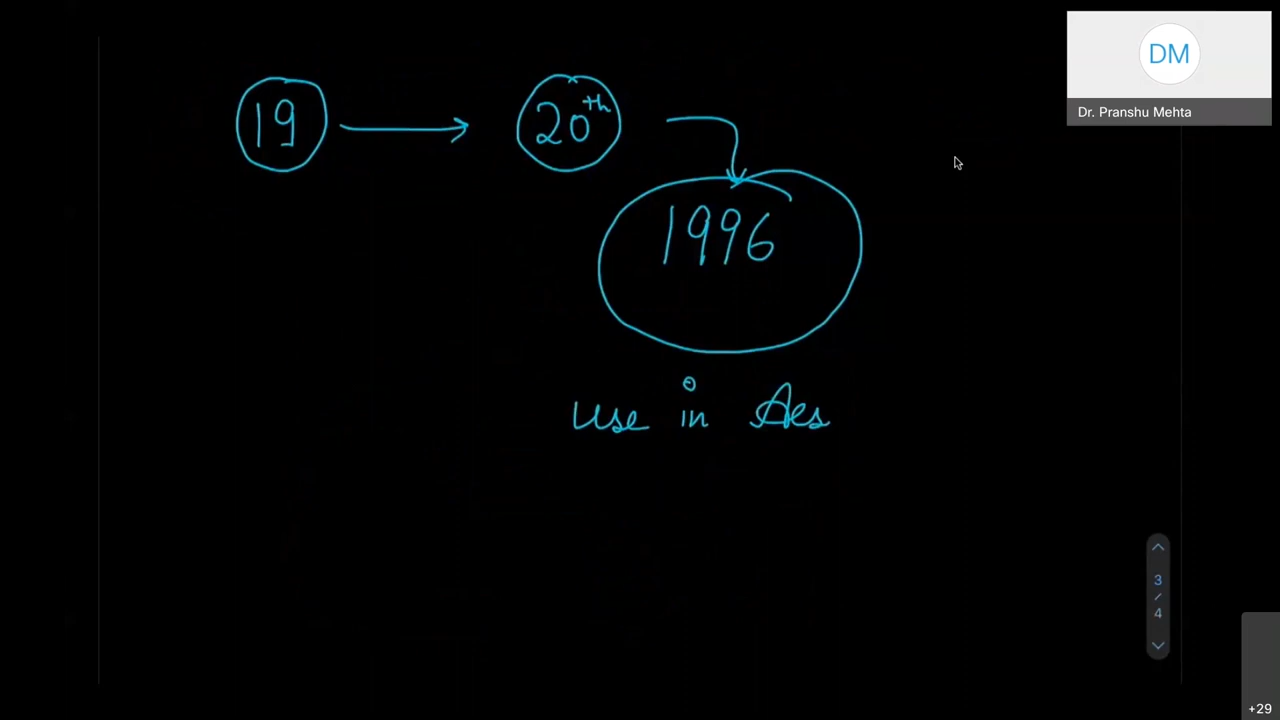 DM
Dr. Pranshu Mehta
19 → 20th
1996
use in Aes
3
/
4
+29